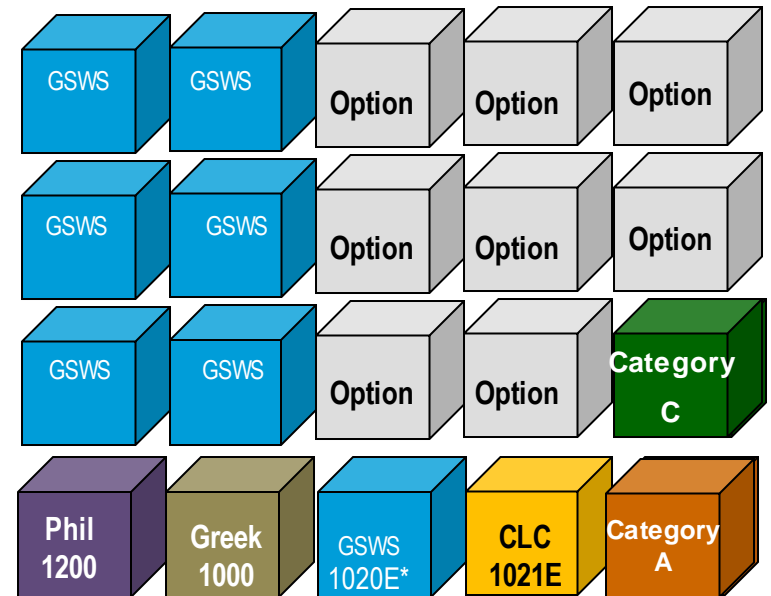 GSWS
GSWS
Option
Option
Option
GSWS
GSWS
Option
Option
Option
GSWS
GSWS
Option
Option
Category
C
Phil
1200
Greek
1000
GSWS
1020E*
CLC
1021E
Category
A